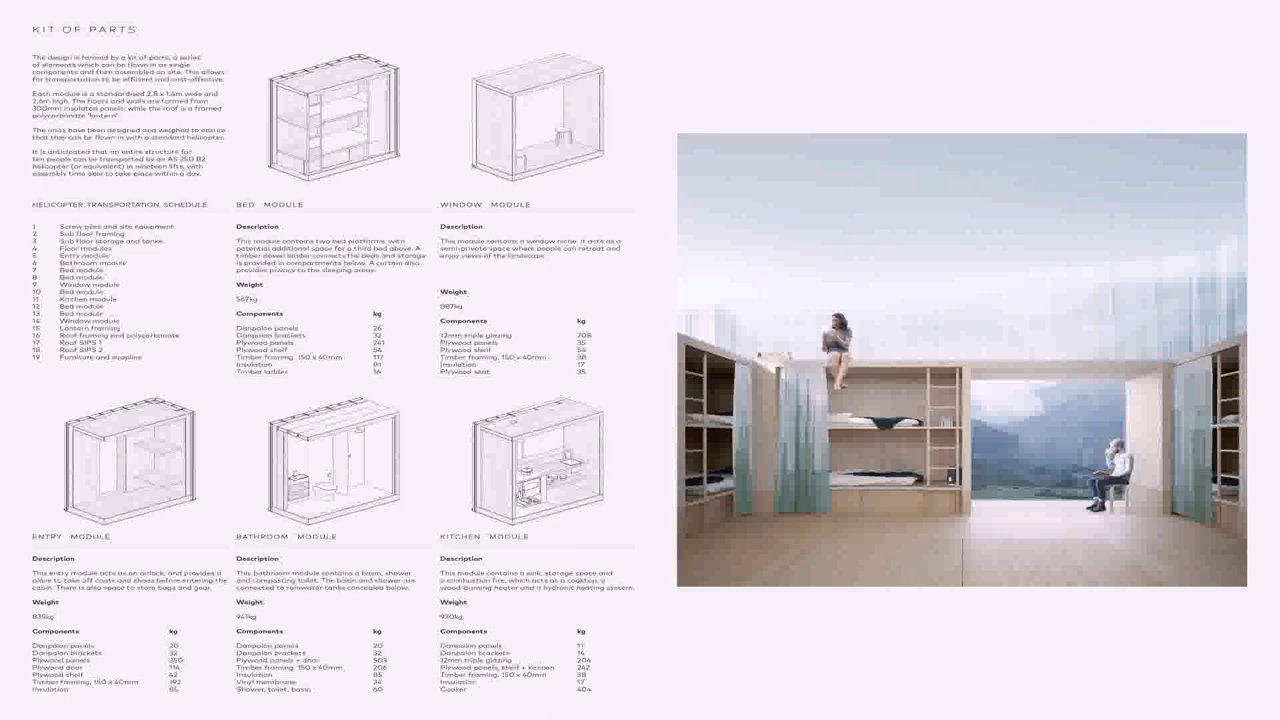 KIT OF PARTS
The design is formed by a kit of parts, a series
of elements which can be flown in as single
components and then assembled on site. This allows
for transportation to be efficient and cost-effective.
Each module is a standardised 2.8 x 1.4m wide and
2.6m high. The floors and walls are formed from
300mm insulated panels, while the roof is a framed
polycarbonate 'lantern'.
The units have been designed and weighed to ensure
that they can be flown in with a standard helicopter.
It is anticipated that an entire structure for
ten people can be transported by an AS 350 B2
helicopter (or equivalent) in nineteen lifts, with
assembly time able to take place within a day.
HELICOPTER TRANSPORTATION SCHEDULE
1 Screw piles and site equipment
2 Sub floor framing
3 Sub floor storage and tanks
4 Floor modules
5 Entry module
6 Bathroom module
7 Bed module
8 Bed module
9 Window module
10 Bed module
11 Kitchen module
12 Bed module
13 Bed module
14 Window module
15 Lantern framing
16 Roof framing and polycarbonate
17 Roof SIPS 1
18 Roof SIPS 2
19 Furniture and supplies
BED MODULE
Description
This module contains two bed platforms, with
potential additional space for a third bed above. A
timber dowel ladder connects the beds and storage
is provided in compartments below. A curtain also
provides privacy to the sleeping areas.
Weight
567kg
Components kg
Danpalon panels 26
Danpalon brackets 32
Plywood panels 241
Plywood shelf 54
Timber framing, 150 x 40mm 117
Insulation 81
Timber ladder 16
WINDOW MODULE
Description
This module contains a window niche, it acts as a
semi-private space where people can retreat and
enjoy views of the landscape.
Weight
887kg
Components kg
12mm triple glazing 708
Plywood panels 35
Plywood shelf 54
Timber framing, 150 x 40mm 38
Insulation 17
Plywood seat 35
ENTRY MODULE
Description
This entry module acts as an airlock, and provides a
place to take off coats and shoes before entering the
cabin. There is also space to store bags and gear.
Weight
835kg
Components kg
Danpalon panels 20
Danpalon brackets 32
Plywood panels 350
Plywood door 114
Plywood shelf 42
Timber framing, 150 x 40mm 192
Insulation 85
BATHROOM MODULE
Description
This bathroom module contains a basin, shower
and composting toilet. The basin and shower are
connected to rainwater tanks concealed below.
Weight
941kg
Components kg
Danpalon panels 20
Danpalon brackets 32
Plywood panels + door 503
Timber framing, 150 x 40mm 206
Insulation 85
Vinyl membrane 34
Shower, toilet, basin 60
KITCHEN MODULE
Description
This module contains a sink, storage space and
a combustion fire, which acts as a cooktop, a
wood-burning heater and a hydronic heating system.
Weight
930kg
Components kg
Danpalon panels 11
Danpalon brackets 14
12mm triple glazing 204
Plywood panels, shelf + kitchen 242
Timber framing, 150 x 40mm 38
Insulation 17
Cooker 404